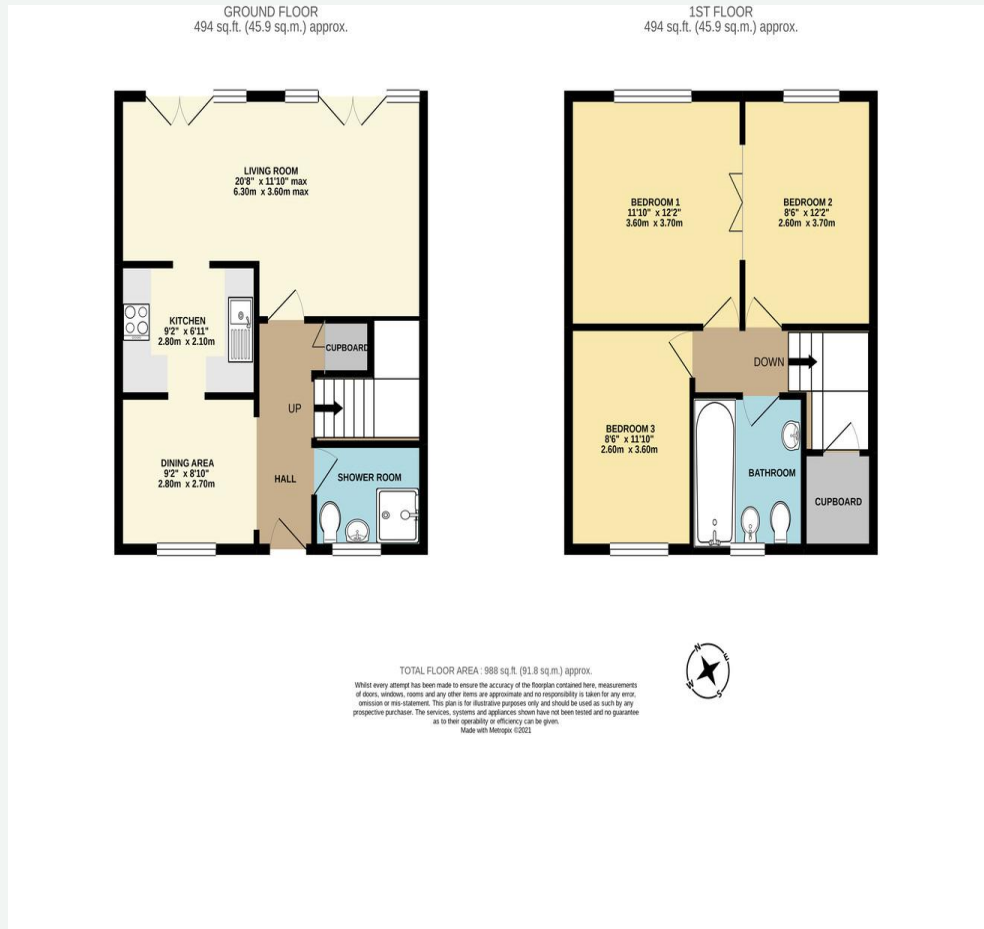 GROUND FLOOR
494 sq.ft. (45.9 sq.m.) approx.
1ST FLOOR
494 sq.ft. (45.9 sq.m.) approx.
LIVING ROOM
20'8" x 11'10" max
6.30m x 3.60m max
KITCHEN
9'2" x 6'11"
2.80m x 2.10m
CUPBOARD
UP
DINING AREA
9'2" x 8'10"
2.80m x 2.70m
HALL
SHOWER ROOM
BEDROOM 1
11'10" x 12'2"
3.60m x 3.70m
BEDROOM 2
8'6" x 12'2"
2.60m x 3.70m
DOWN
BEDROOM 3
8'6" x 11'10"
2.60m x 3.60m
BATHROOM
CUPBOARD
TOTAL FLOOR AREA : 988 sq.ft. (91.8 sq.m.) approx.
Whilst every attempt has been made to ensure the accuracy of the floorplan contained here, measurements
of doors, windows, rooms and any other items are approximate and no responsibility is taken for any error,
omission or mis-statement. This plan is for illustrative purposes only and should be used as such by any
prospective purchaser. The services, systems and appliances shown have not been tested and no guarantee
as to their operability or efficiency can be given.
Made with Metropix ©2021
N
E
W
S